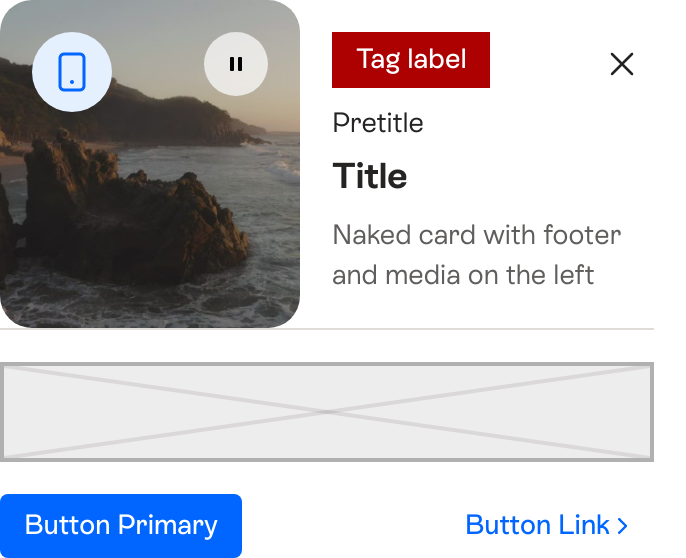 Tag label
Pretitle
Title
Naked card with footer
and media on the left
Button Primary
Button Link